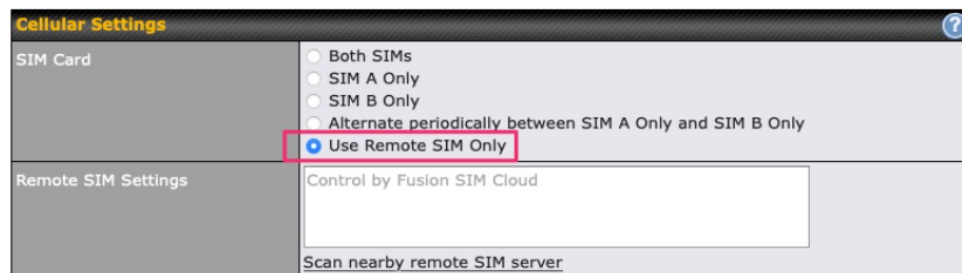 Cellular Settings
?
SIM Card
Both SIMs
SIM A Only
SIM B Only
Alternate periodically between SIM A Only and SIM B Only
Use Remote SIM Only
Remote SIM Settings
Control by Fusion SIM Cloud
Scan nearby remote SIM server